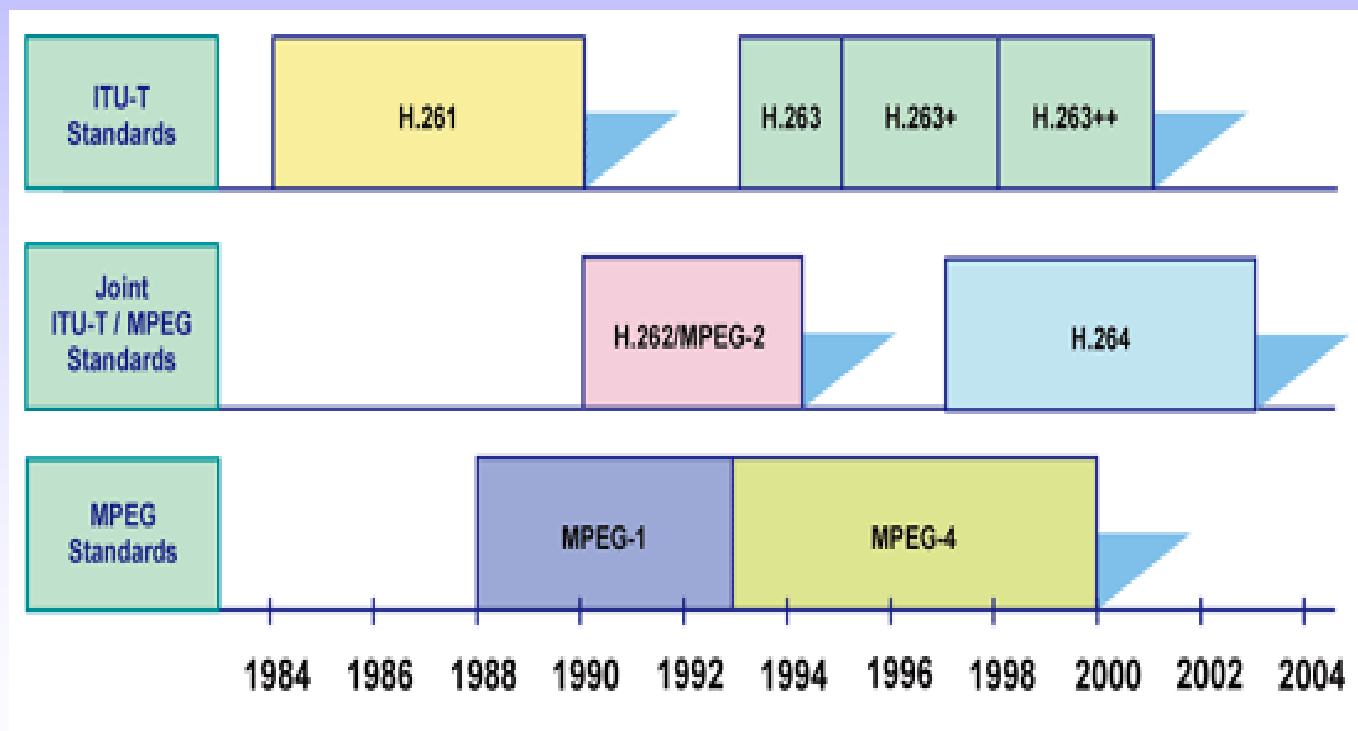 ITU-T
Standards
H.261
H.263
H.263+
H.263++
Joint
ITU-T / MPEG
Standards
H.262/MPEG-2
H.264
MPEG
Standards
MPEG-1
MPEG-4
1984 1986 1988 1990 1992 1994 1996 1998 2000 2002 2004